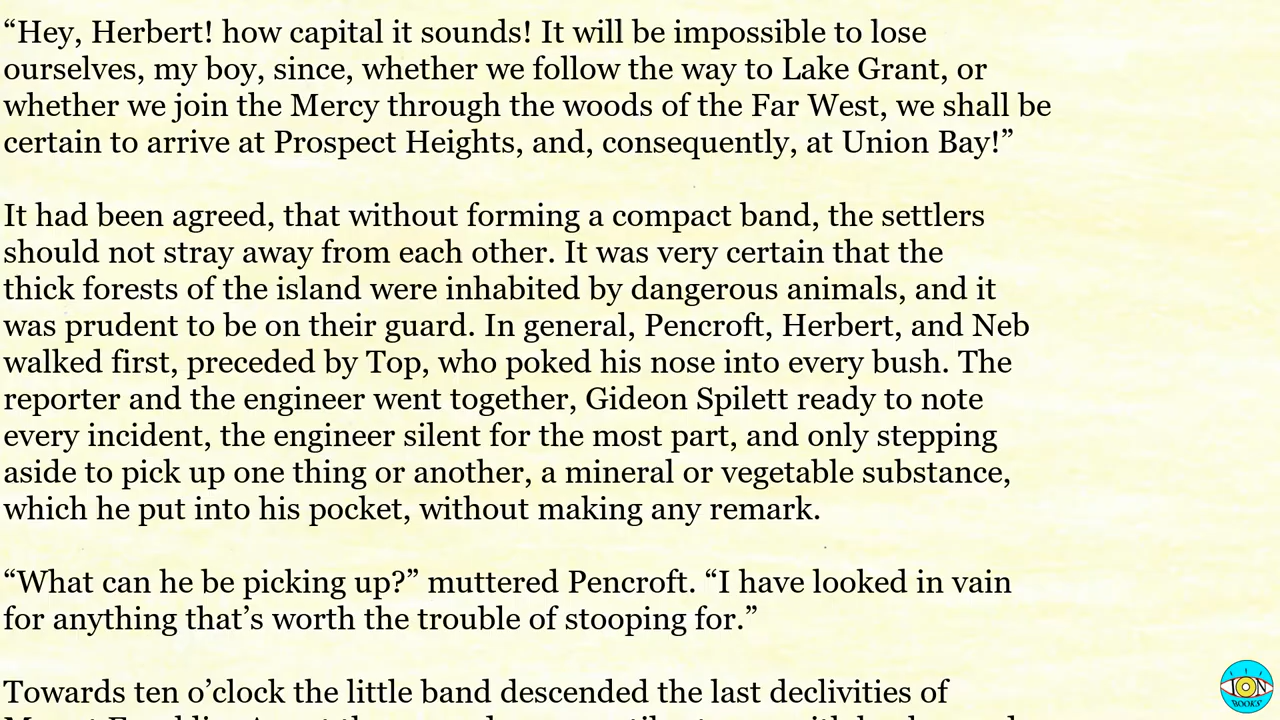 “Hey, Herbert! how capital it sounds! It will be impossible to lose
ourselves, my boy, since, whether we follow the way to Lake Grant, or
whether we join the Mercy through the woods of the Far West, we shall be
certain to arrive at Prospect Heights, and, consequently, at Union Bay!”
It had been agreed, that without forming a compact band, the settlers
should not stray away from each other. It was very certain that the
thick forests of the island were inhabited by dangerous animals, and it
was prudent to be on their guard. In general, Pencroft, Herbert, and Neb
walked first, preceded by Top, who poked his nose into every bush. The
reporter and the engineer went together, Gideon Spilett ready to note
every incident, the engineer silent for the most part, and only stepping
aside to pick up one thing or another, a mineral or vegetable substance,
which he put into his pocket, without making any remark.
“What can he be picking up?” muttered Pencroft. “I have looked in vain
for anything that’s worth the trouble of stooping for.”
Towards ten o’clock the little band descended the last declivities of
ION
BOOKS